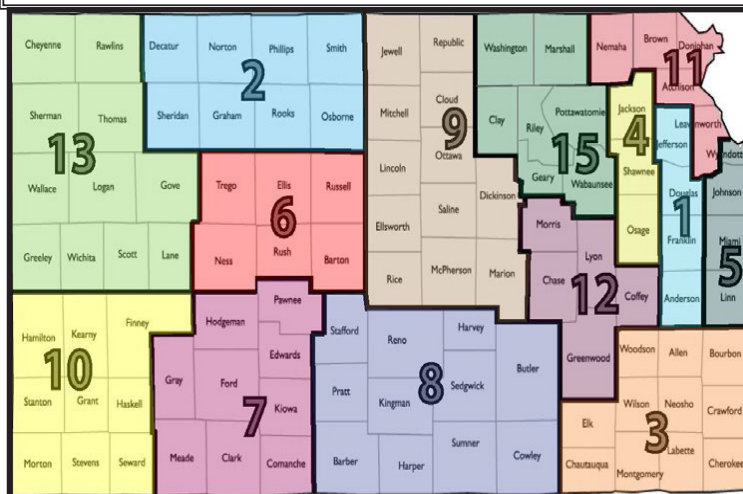 Cheyenne
Rawlins
Decatur
Norton
Phillips
Smith
Jewell
Republic
Washington
Marshall
Nemaha
Brown
Doniphan
11
Atchison
2
Sherman
Thomas
Sheridan
Graham
Rooks
Osborne
Mitchell
Cloud
9
Clay
Riley
Pottawatomie
Jackson
4
Jefferson
Leavenworth
13
Wallace
Logan
Gove
Trego
Ellis
Russell
6
Lincoln
Ottawa
15
Geary
Wabaunsee
Shawnee
Wyandott
Douglas
Johnson
1
Greeley
Wichita
Scott
Lane
Ness
Rush
Barton
Ellsworth
Saline
Dickinson
Morris
Lyon
Osage
Franklin
Miami
5
Rice
McPherson
Marion
Chase
12
Coffey
Anderson
Linn
Hamilton
Kearny
Finney
10
Hodgeman
Pawnee
Stafford
Reno
Harvey
Butler
Greenwood
Woodson
Allen
Bourbon
Stanton
Grant
Haskell
Gray
Ford
Edwards
Kiowa
7
Pratt
Kingman
8
Sedgwick
Elk
Wilson
Neosho
Crawford
3
Morton
Stevens
Seward
Meade
Clark
Comanche
Barber
Harper
Sumner
Cowley
Chautauqua
Montgomery
Labette
Cherokee